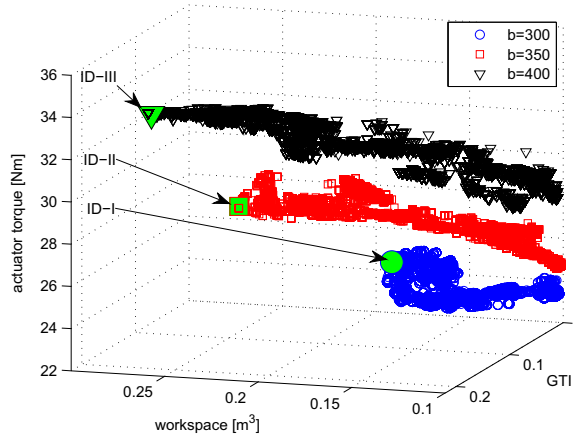 b=300
b=350
b=400
ID−III
ID−II
ID−I
36
34
32
30
28
26
24
22
actuator torque [Nm]
0.25
0.2
0.15
0.1
workspace [m³]
0.2
0.1
GTI